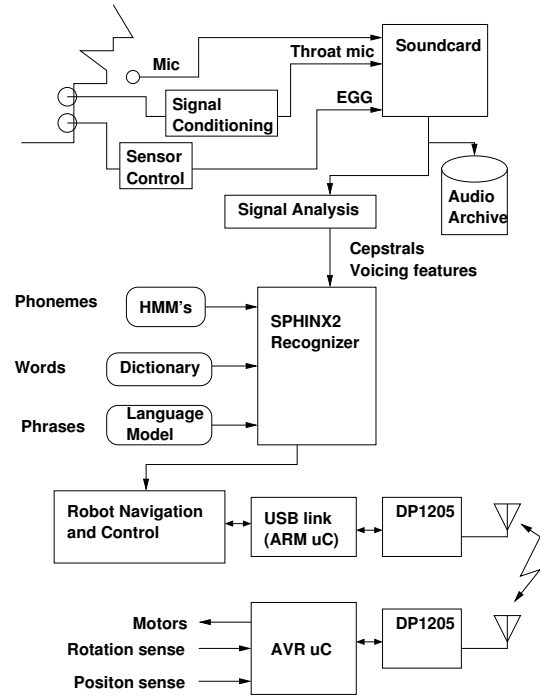 Soundcard
Throat mic
Mic
EGG
Signal
Conditioning
Sensor
Control
Audio
Archive
Signal Analysis
Cepstrals
Voicing features
Phonemes
HMM's
SPHINX2
Recognizer
Words
Dictionary
Phrases
Language
Model
Robot Navigation
and Control
USB link
(ARM uC)
DP1205
Motors
Rotation sense
Positon sense
AVR uC
DP1205